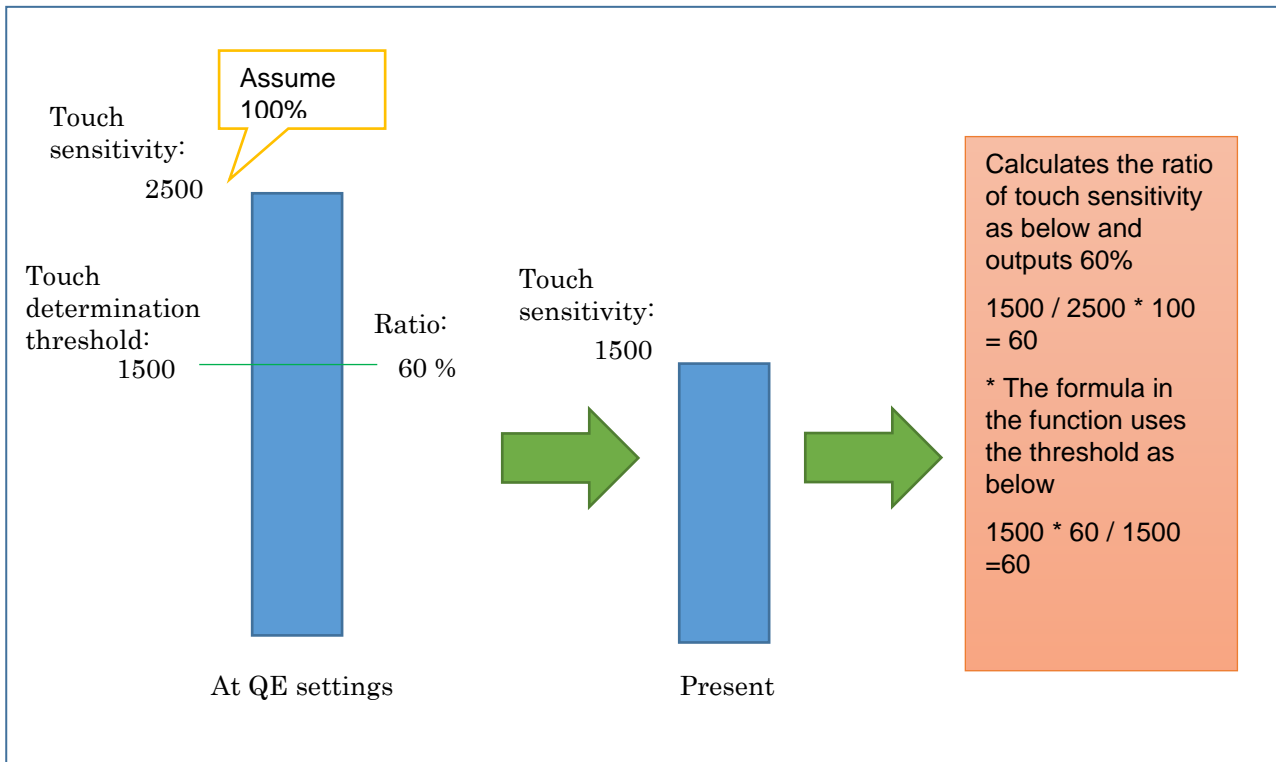 Assume
100%
Touch
sensitivity:
2500
Touch
determination
threshold:
1500
Ratio:
60 %
At QE settings
Touch
sensitivity:
1500
Present
Calculates the ratio
of touch sensitivity
as below and
outputs 60%
1500 / 2500 * 100
= 60
* The formula in
the function uses
the threshold as
below
1500 * 60 / 1500
=60